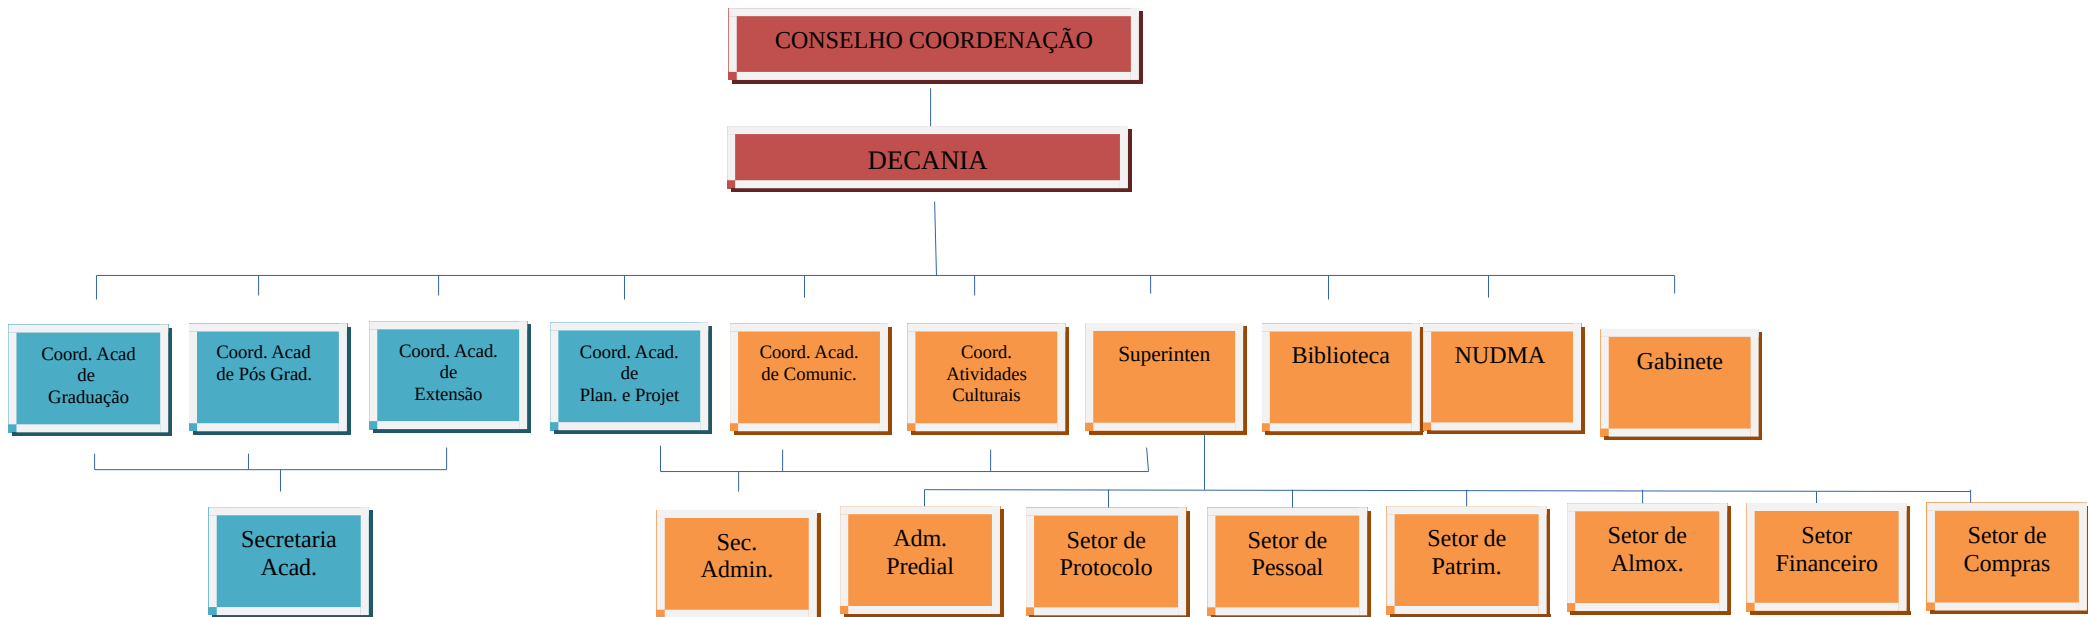 CONSELHO COORDENAÇÃO
DECANIA
Coord. Acad
de
Graduação
Coord. Acad
de Pós Grad.
Coord. Acad.
de
Extensão
Coord. Acad.
de
Plan. e Projet
Coord. Acad.
de Comunic.
Coord.
Atividades
Culturais
Superinten
Biblioteca
NUDMA
Gabinete
Secretaria
Acad.
Sec.
Admin.
Adm.
Predial
Setor de
Protocolo
Setor de
Pessoal
Setor de
Patrim.
Setor de
Almox.
Setor
Financeiro
Setor de
Compras